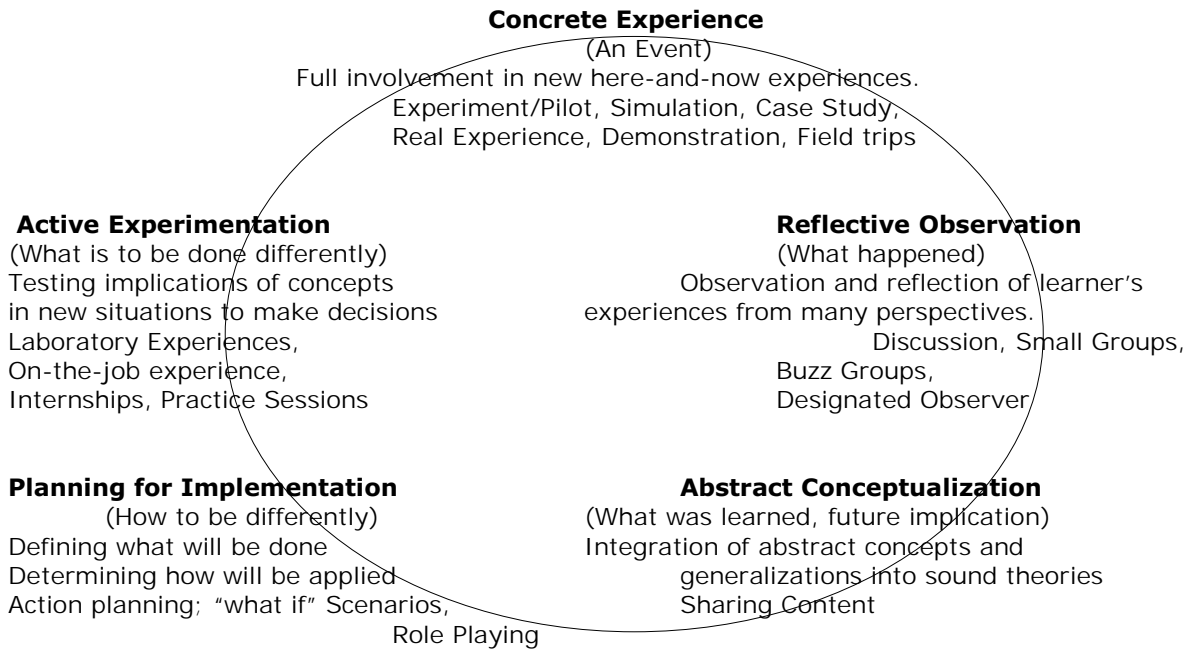 Concrete Experience
(An Event)
Full involvement in new here-and-now experiences.
Experiment/Pilot, Simulation, Case Study,
Real Experience, Demonstration, Field trips
Active Experimentation
(What is to be done differently)
Testing implications of concepts
in new situations to make decisions
Laboratory Experiences,
On-the-job experience,
Internships, Practice Sessions
Reflective Observation
(What happened)
Observation and reflection of learner's
experiences from many perspectives.
Discussion, Small Groups,
Buzz Groups,
Designated Observer
Planning for Implementation
(How to be differently)
Defining what will be done
Determining how will be applied
Action planning; “what if” Scenarios,
Role Playing
Abstract Conceptualization
(What was learned, future implication)
Integration of abstract concepts and
generalizations into sound theories
Sharing Content